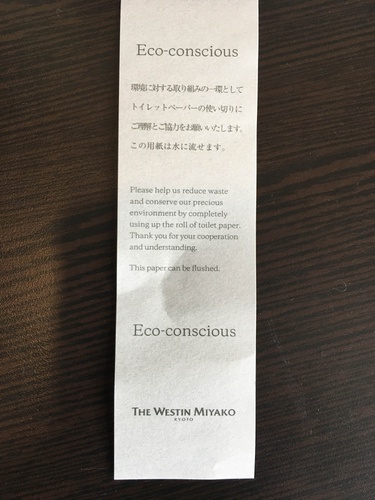 Eco-conscious
環境に対する取り組みの一環として
トイレットペーパーの使い切りに
ご理解とご協力をお願いいたします。
この用紙は水に流せます。
Please help us reduce waste
and conserve our precious
environment by completely
using up the roll of toilet paper.
Thank you for your cooperation
and understanding.
This paper can be flushed.
Eco-conscious
THE WESTIN MIYAKO
KYOTO